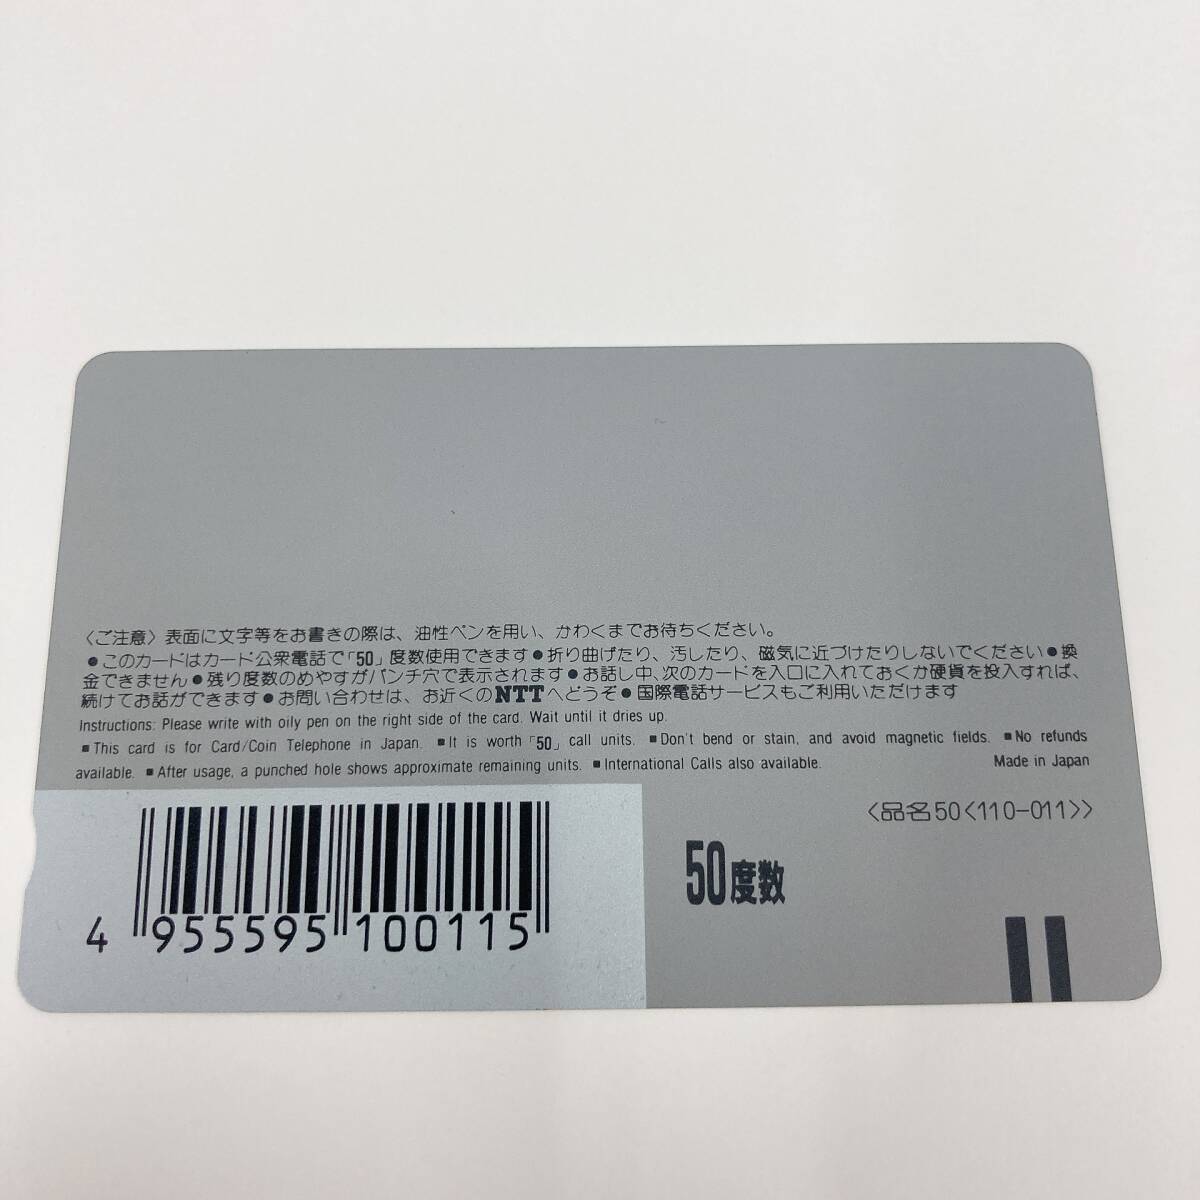 〈ご注意〉表面に文字等をお書きの際は、油性ペンを用い、かわくまでお待ちください。
●このカードはカード公衆電話で「50」度数使用できます●折り曲げたり、汚したり、磁気に近づけたりしないでください●換
金できません●残り度数のめやすがパンチ穴で表示されます●お話し中、次のカードを入口に入れておくか硬貨を投入すれば、
続けてお話ができます●お問い合わせは、お近くのNTTへどうぞ●国際電話サービスもご利用いただけます
Instructions: Please write with oily pen on the right side of the card. Wait until it dries up.
■This card is for Card/Coin Telephone in Japan. ■It is worth「50」call units. ■Don't bend or stain, and avoid magnetic fields. ■No refunds
available. ■After usage, a punched hole shows approximate remaining units. ■International Calls also available. Made in Japan
〈品名50〈110-011〉〉
50度数
4 955595 100115